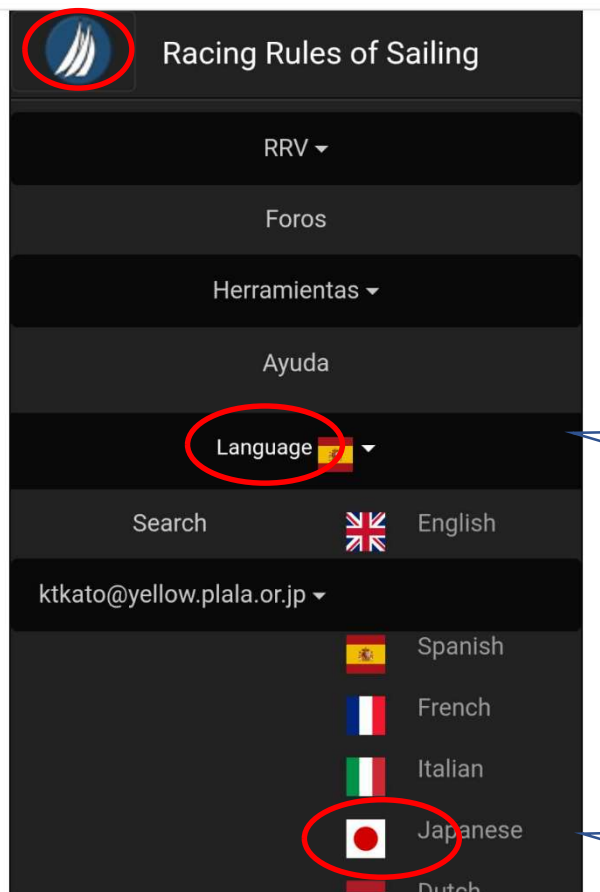 Racing Rules of Sailing
RRV
Foros
Herramientas
Ayuda
Language
Search English
ktkato@yellow.plala.or.jp
Spanish
French
Italian
Japanese
Dutch